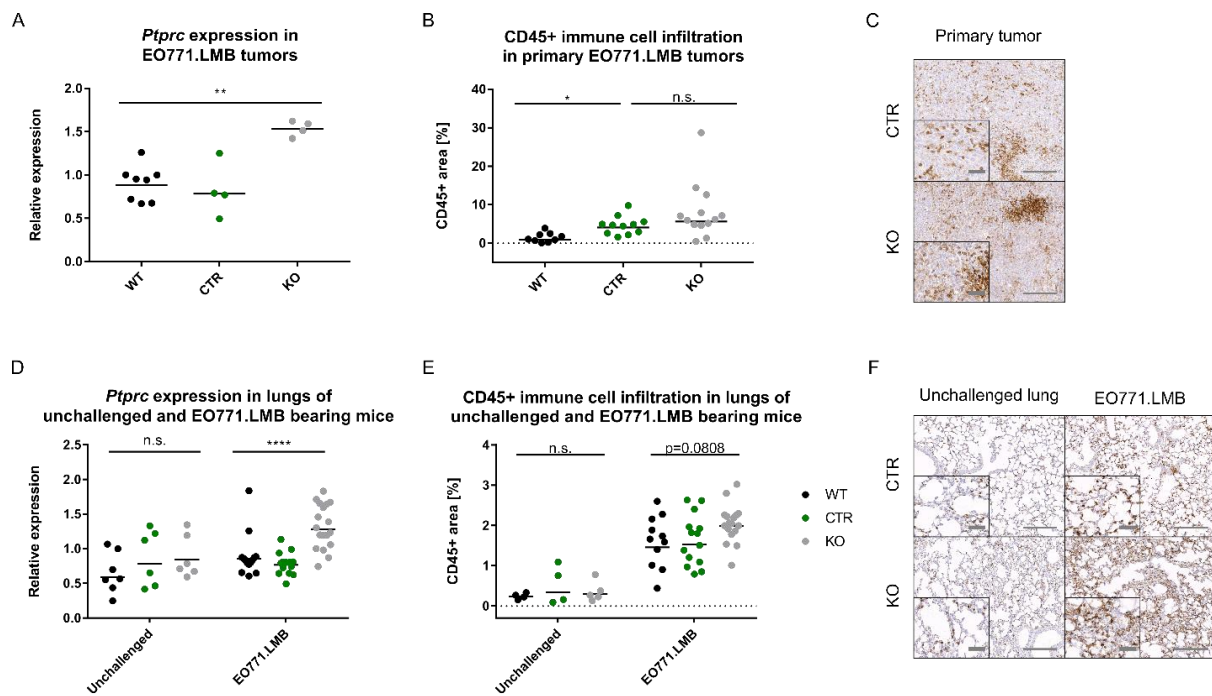 A
Ptprc expression in
EO771.LMB tumors
**
2.0
1.5
1.0
0.5
0.0
Relative expression
WT
CTR
KO
B
CD45+ immune cell infiltration
in primary EO771.LMB tumors
*
n.s.
40
30
20
10
0
CD45+ area [%]
WT
CTR
KO
C
Primary tumor
CTR
KO
D
Ptprc expression in lungs of
unchallenged and EO771.LMB bearing mice
n.s.
****
2.5
2.0
1.5
1.0
0.5
0.0
Relative expression
Unchallenged
EO771.LMB
E
CD45+ immune cell infiltration in lungs of
unchallenged and EO771.LMB bearing mice
n.s.
p=0.0808
4
3
2
1
0
CD45+ area [%]
Unchallenged
EO771.LMB
WT
CTR
KO
F
Unchallenged lung
EO771.LMB
CTR
KO